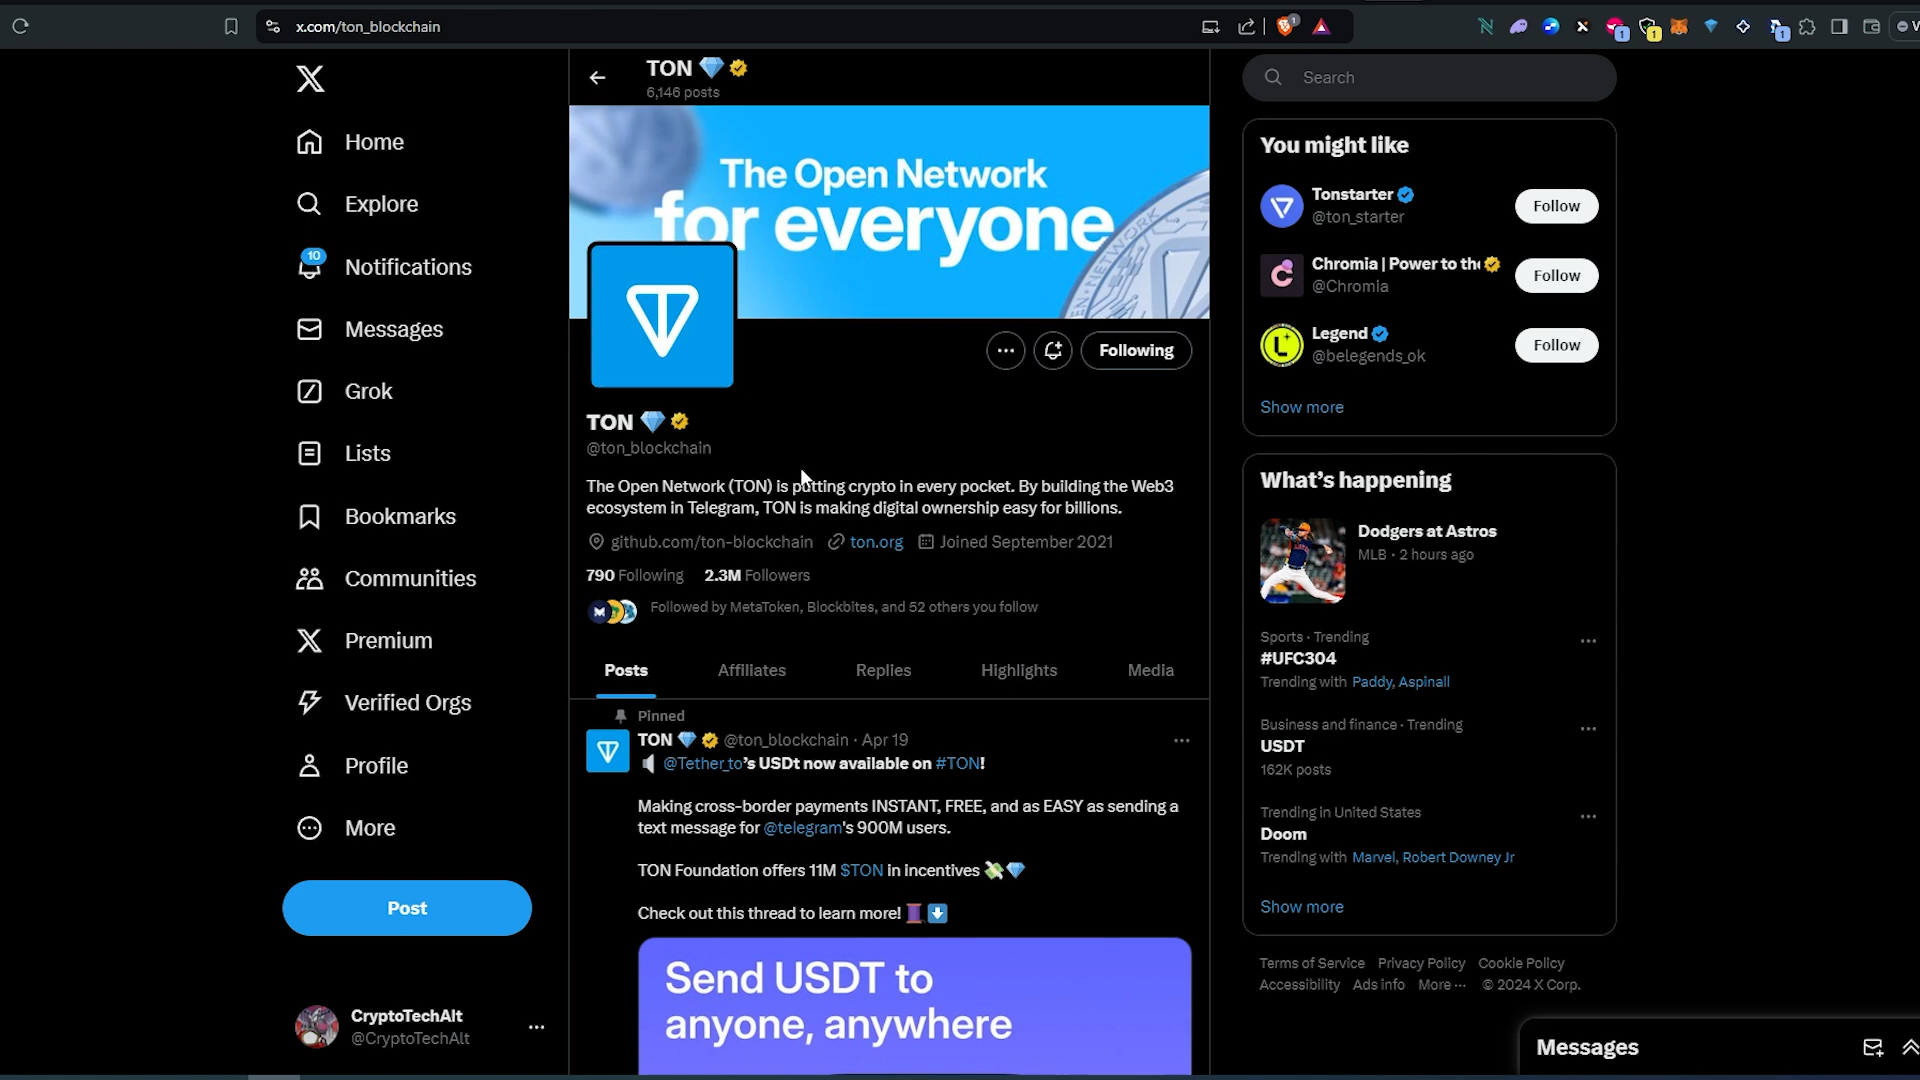 x.com/ton_blockchain
1
1
1
1
V
Home
Explore
10
Notifications
Messages
Grok
Lists
Bookmarks
Communities
Premium
Verified Orgs
Profile
More
Post
CryptoTechAlt
@CryptoTechAlt
TON
6,146 posts
The Open Network
for everyone
Following
TON
@ton_blockchain
The Open Network (TON) is putting crypto in every pocket. By building the Web3
ecosystem in Telegram, TON is making digital ownership easy for billions.
github.com/ton-blockchain ton.org Joined September 2021
790 Following 2.3M Followers
Followed by MetaToken, Blockbites, and 52 others you follow
Posts Affiliates Replies Highlights Media
Pinned
TON @ton_blockchain · Apr 19
@Tether_to's USDt now available on #TON!
Making cross-border payments INSTANT, FREE, and as EASY as sending a
text message for @telegram's 900M users.
TON Foundation offers 11M $TON in incentives
Check out this thread to learn more!
Send USDT to
anyone, anywhere
Search
You might like
Tonstarter
@ton_starter
Follow
Chromia | Power to the
@Chromia
Follow
Legend
@belegends_ok
Follow
Show more
What's happening
Dodgers at Astros
MLB · 2 hours ago
Sports · Trending
#UFC304
Trending with Paddy, Aspinall
Business and finance · Trending
USDT
162K posts
Trending in United States
Doom
Trending with Marvel, Robert Downey Jr
Show more
Terms of Service Privacy Policy Cookie Policy
Accessibility Ads info More ··· © 2024 X Corp.
Messages